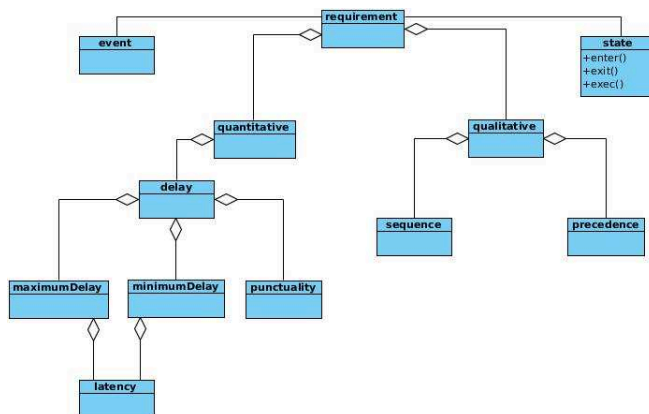 requirement
event
state
+enter()
+exit()
+exec()
quantitative
qualitative
delay
sequence
precedence
maximumDelay
minimumDelay
punctuality
latency